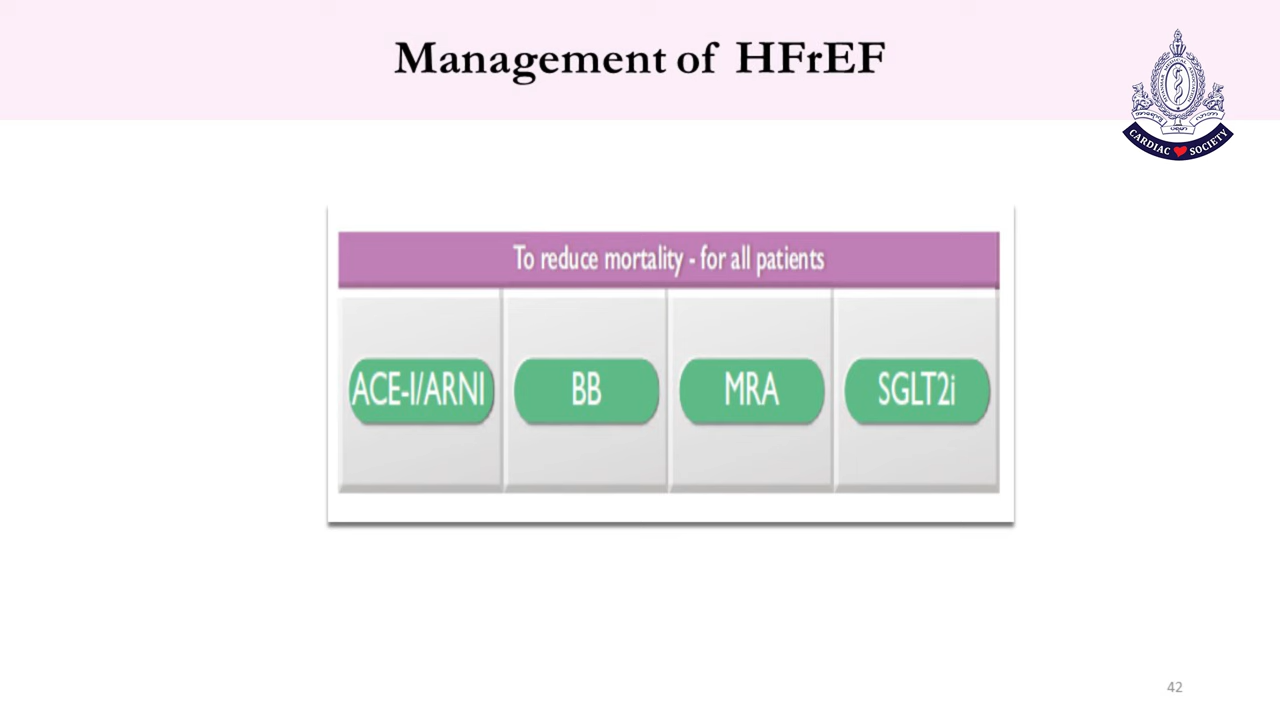 Management of HFrEF
CARDIAC SOCIETY
To reduce mortality - for all patients
ACE-I/ARNI
BB
MRA
SGLT2i
42